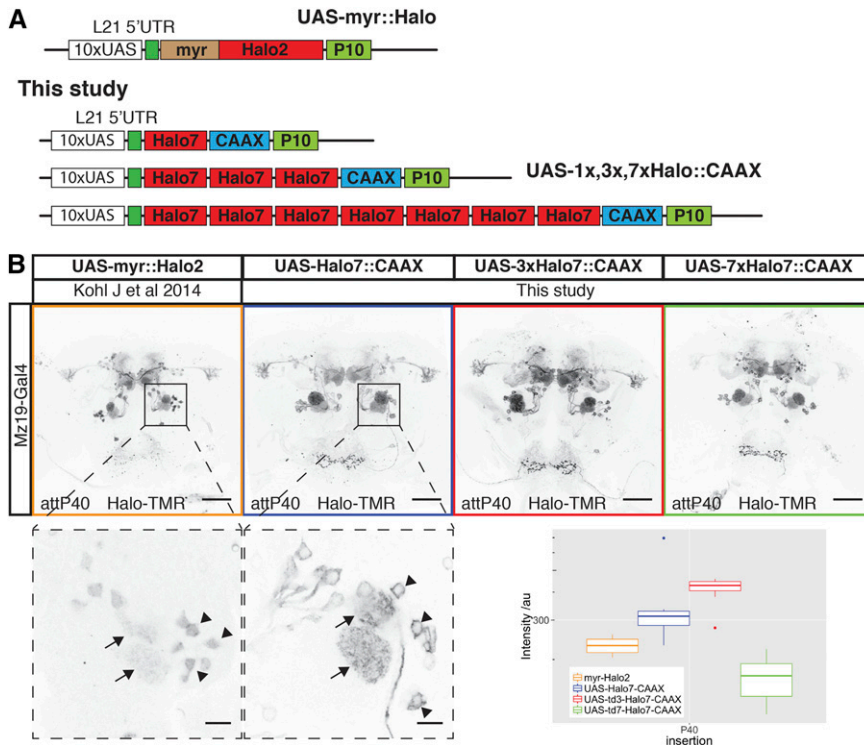 A
UAS-myr::Halo
L21 5'UTR
10xUAS myr Halo2 P10
This study
L21 5'UTR
10xUAS Halo7 CAAX P10
10xUAS Halo7 Halo7 Halo7 CAAX P10
UAS-1x,3x,7xHalo::CAAX
10xUAS Halo7 Halo7 Halo7 Halo7 Halo7 Halo7 Halo7 CAAX P10
B
UAS-myr::Halo2 UAS-Halo7::CAAX UAS-3xHalo7::CAAX UAS-7xHalo7::CAAX
Kohl J et al 2014 This study
Mz19-Gal4
attP40 Halo-TMR attP40 Halo-TMR attP40 Halo-TMR attP40 Halo-TMR
Intensity /au
300
myr-Halo2
UAS-Halo7-CAAX
UAS-td3-Halo7-CAAX
UAS-td7-Halo7-CAAX
P40
insertion